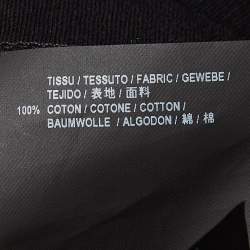 TISSU / TESSUTO / FABRIC / GEWEBE /
TEJIDO / 表地 / 面料
100% COTON / COTONE / COTTON /
BAUMWOLLE / ALGODON / 綿 / 棉